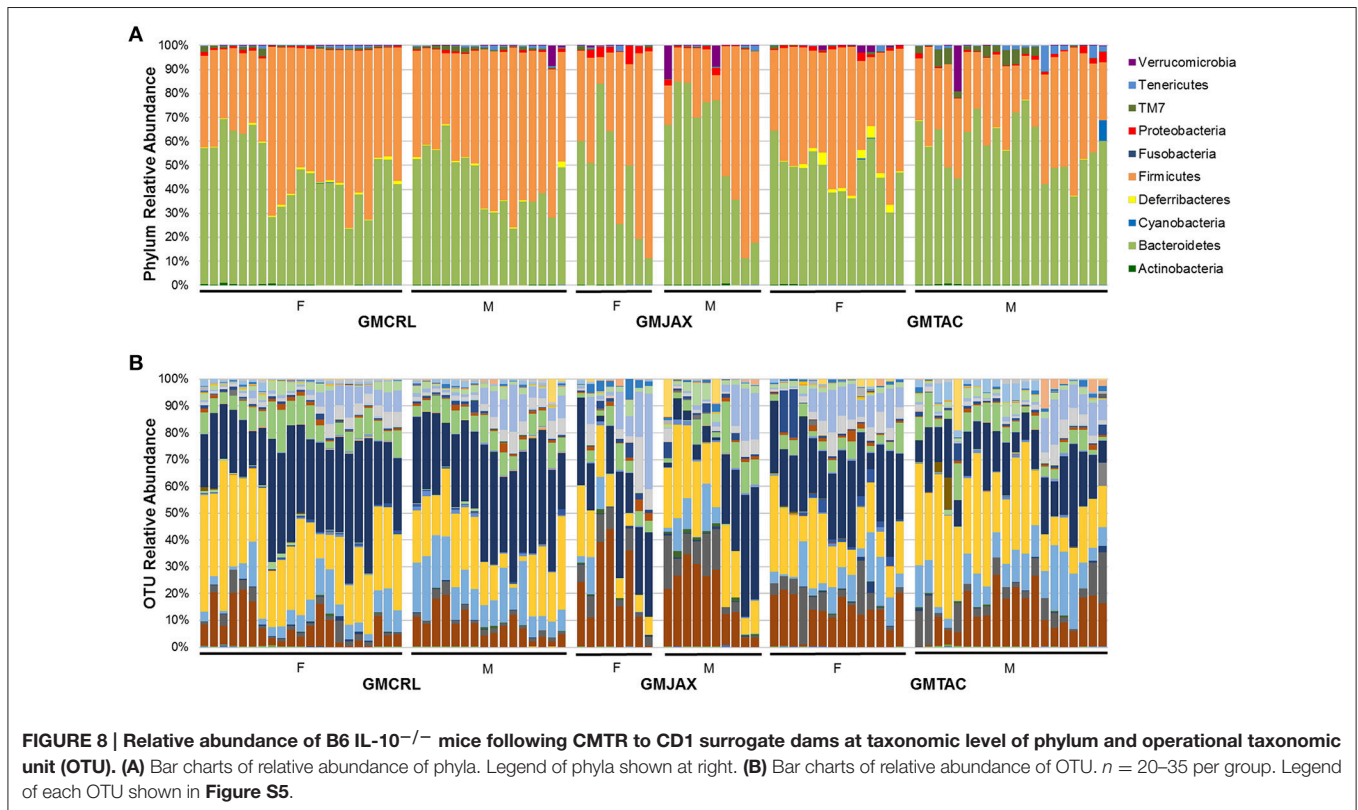 A
Phylum Relative Abundance
100%
90%
80%
70%
60%
50%
40%
30%
20%
10%
0%
F
M
F
M
F
M
GMCRL
GMJAX
GMTAC
Verrucomicrobia
Tenericutes
TM7
Proteobacteria
Fusobacteria
Firmicutes
Deferribacteres
Cyanobacteria
Bacteroidetes
Actinobacteria
B
OTU Relative Abundance
100%
90%
80%
70%
60%
50%
40%
30%
20%
10%
0%
F
M
F
M
F
M
GMCRL
GMJAX
GMTAC
FIGURE 8 | Relative abundance of B6 IL-10−/− mice following CMTR to CD1 surrogate dams at taxonomic level of phylum and operational taxonomic
unit (OTU). (A) Bar charts of relative abundance of phyla. Legend of phyla shown at right. (B) Bar charts of relative abundance of OTU. n = 20–35 per group. Legend
of each OTU shown in Figure S5.